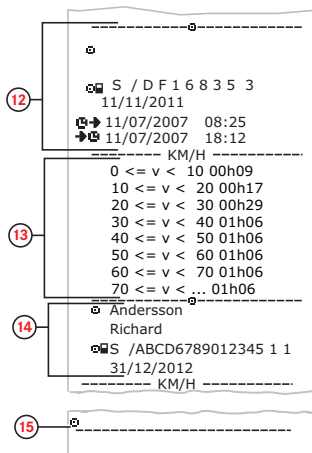 12
S / D F 1 6 8 3 5 3
11/11/2011
11/07/2007 08:25
11/07/2007 18:12
KM/H
13
0 <= v < 10 00h09
10 <= v < 20 00h17
20 <= v < 30 00h29
30 <= v < 40 01h06
40 <= v < 50 01h06
50 <= v < 60 01h06
60 <= v < 70 01h06
70 <= v < ... 01h06
14
Andersson
Richard
S /ABCD6789012345 1 1
31/12/2012
KM/H
15